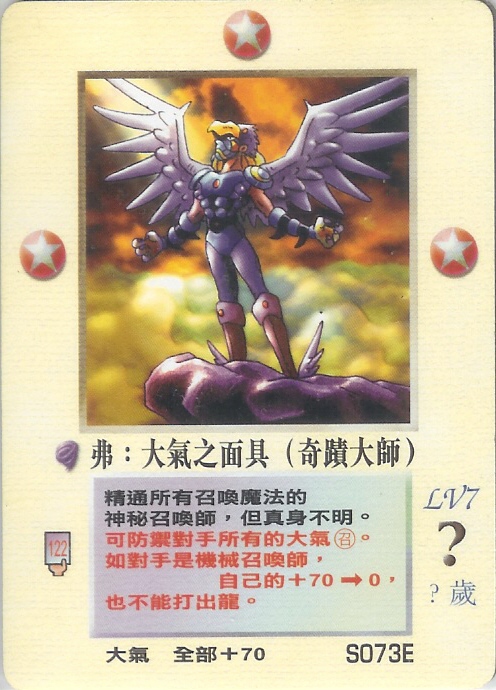 弗：大氣之面具（奇蹟大師）
精通所有召喚魔法的
神秘召喚師，但真身不明。
可防禦對手所有的大氣㊁。
如對手是機械召喚師，
自己的＋70➡0，
也不能打出龍。
LV7
?
? 歲
122
大氣 全部＋70
S073E